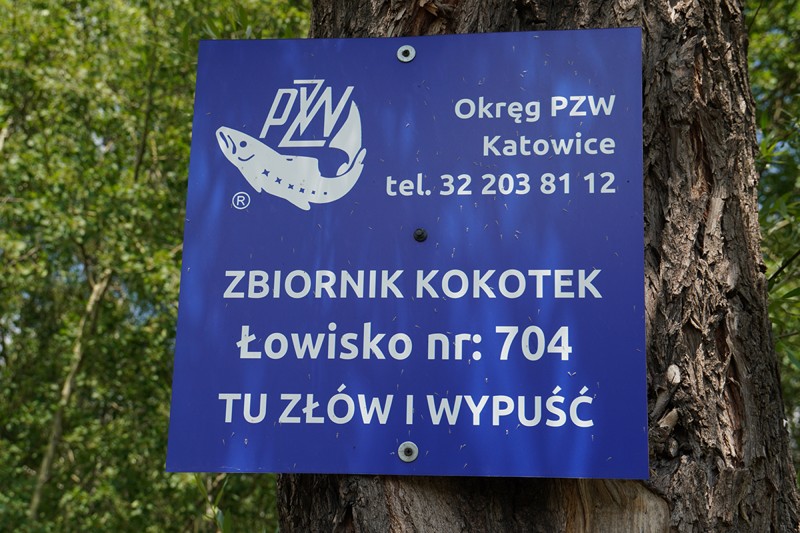 PZW
Okręg PZW
Katowice
tel. 32 203 81 12
®
ZBIORNIK KOKOTEK
Łowisko nr: 704
TU ZŁÓW I WYPUŚĆ